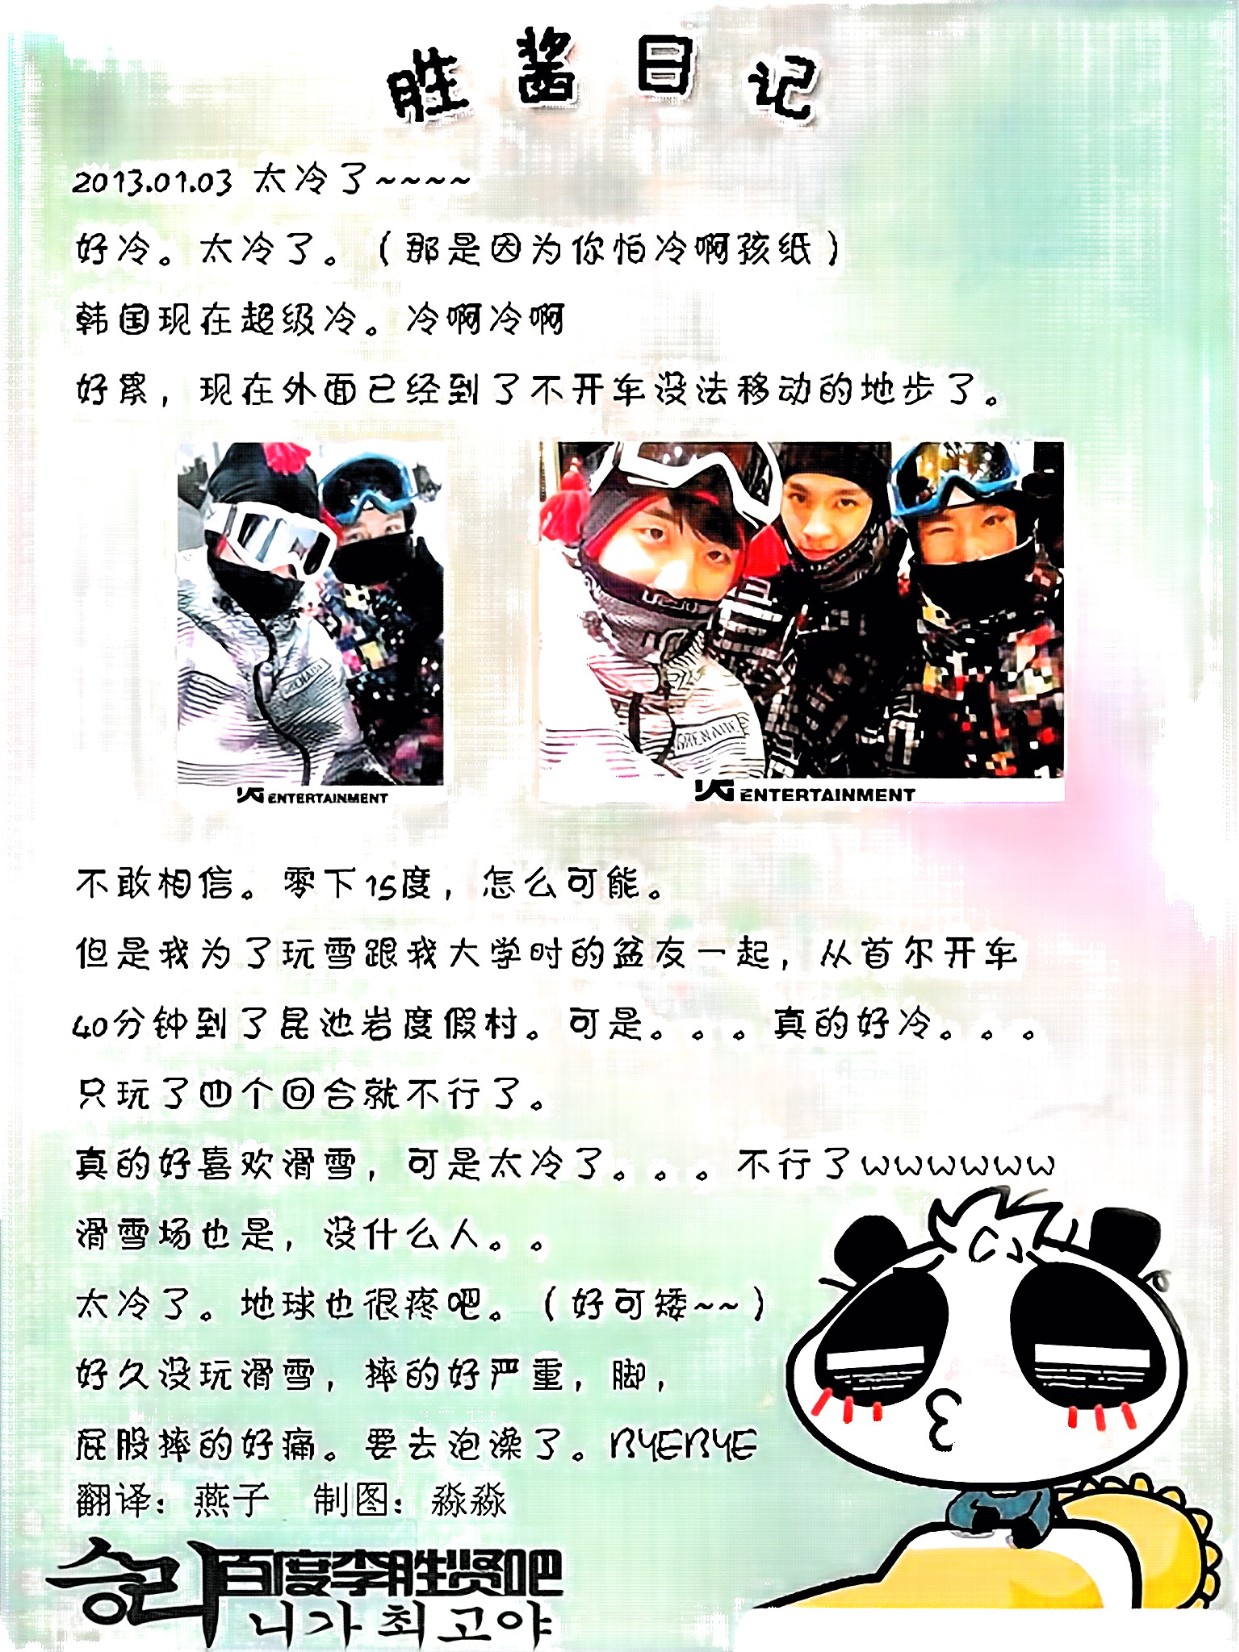 胜酱日记
2013.01.03 太冷了~~~~
好冷。太冷了。（那是因为你怕冷啊孩纸）
韩国现在超级冷。冷啊冷啊
好累，现在外面已经到了不开车没法移动的地步了。
GRENADE
GRENADE
YG ENTERTAINMENT
YG ENTERTAINMENT
不敢相信。零下15度，怎么可能。
但是我为了玩雪跟我大学时的盆友一起，从首尔开车
40分钟到了昆池岩度假村。可是。。。真的好冷。。。
只玩了四个回合就不行了。
真的好喜欢滑雪，可是太冷了。。。不行了wwwwww
滑雪场也是，没什么人。。
太冷了。地球也很疼吧。（好可矮~~）
好久没玩滑雪，摔的好严重，脚，
屁股摔的好痛。要去泡澡了。BYEBYE
翻译：燕子 制图：淼淼
승리百度李胜贤吧
니가최고야